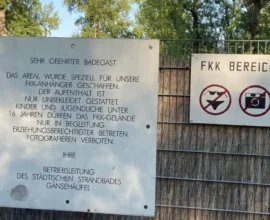 SEHR GEEHRTER BADEGAST
DAS AREAL WURDE SPEZIELL FÜR UNSERE
FKK-ANHÄNGER GESCHAFFEN.
DER AUFENTHALT IST
NUR UNBEKLEIDET GESTATTET.
KINDER UND JUGENDLICHE UNTER
16 JAHREN DÜRFEN DAS FKK-GELÄNDE
NUR IN BEGLEITUNG
ERZIEHUNGSBERECHTIGTER BETRETEN.
FOTOGRAFIEREN VERBOTEN.
IHRE
BETRIEBSLEITUNG
DES STÄDTISCHEN STRANDBADES
GÄNSEHÄUFEL
FKK BEREICH